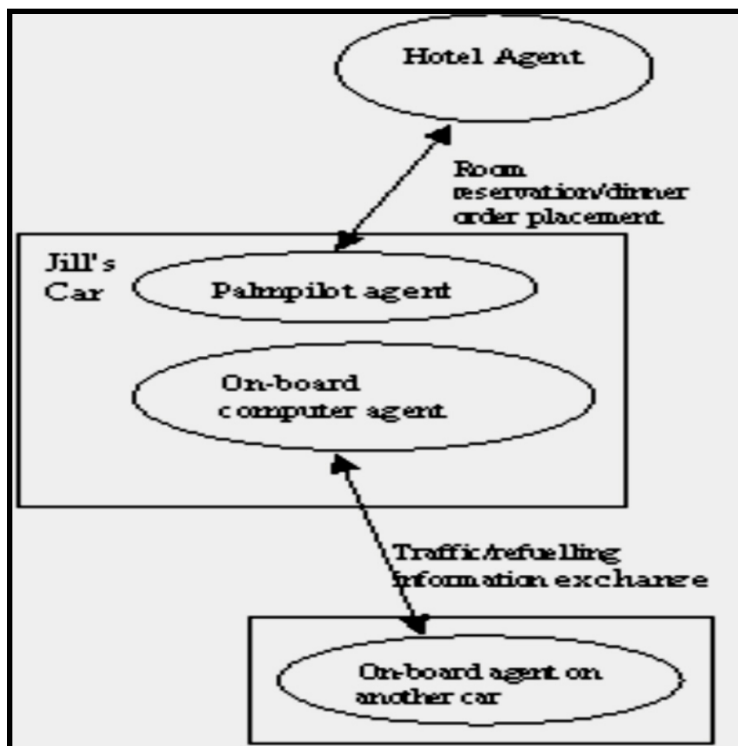 Hotel Agent
Room
reservation/dinner
order placement
Jill's
Car
Palmpilot agent
On-board
computer agent
Traffic/refuelling
information exchange
On-board agent on
another car